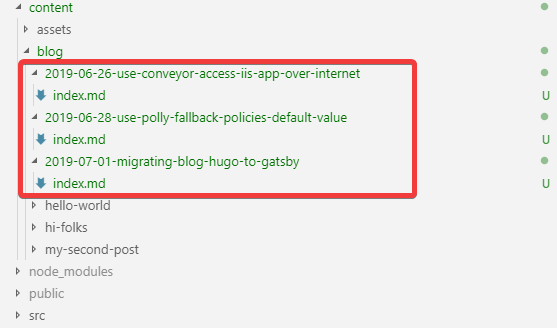 content
assets
blog
2019-06-26-use-conveyor-access-iis-app-over-internet
index.md U
2019-06-28-use-polly-fallback-policies-default-value
index.md U
2019-07-01-migrating-blog-hugo-to-gatsby
index.md U
hello-world
hi-folks
my-second-post
node_modules
public
src